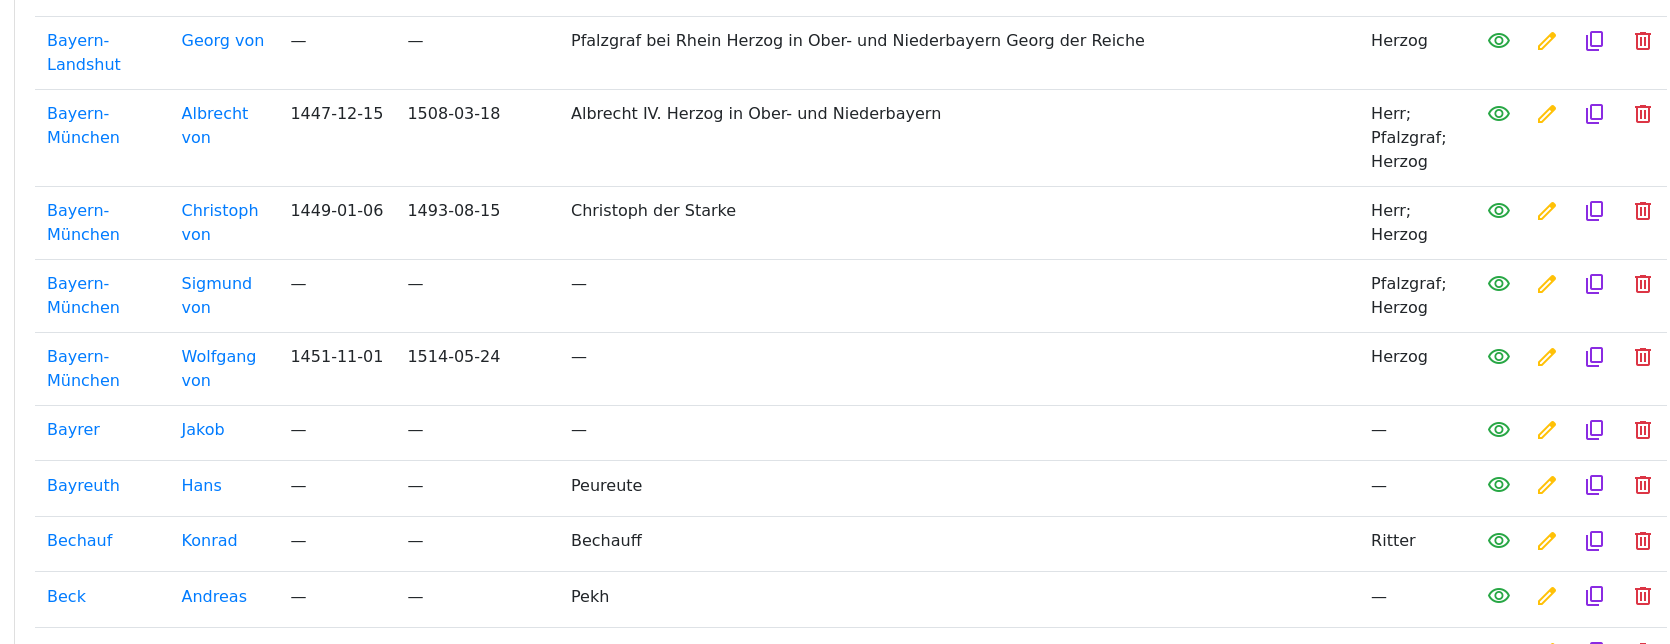 Bayern- Georg von — — Pfalzgraf bei Rhein Herzog in Ober- und Niederbayern Georg der Reiche Herzog
Landshut
Bayern- Albrecht 1447-12-15 1508-03-18 Albrecht IV. Herzog in Ober- und Niederbayern Herr;
München von Pfalzgraf;
Herzog
Bayern- Christoph 1449-01-06 1493-08-15 Christoph der Starke Herr;
München von Herzog
Bayern- Sigmund — — — Pfalzgraf;
München von Herzog
Bayern- Wolfgang 1451-11-01 1514-05-24 — Herzog
München von
Bayrer Jakob — — — —
Bayreuth Hans — — Peureute —
Bechauf Konrad — — Bechauff Ritter
Beck Andreas — — Pekh —